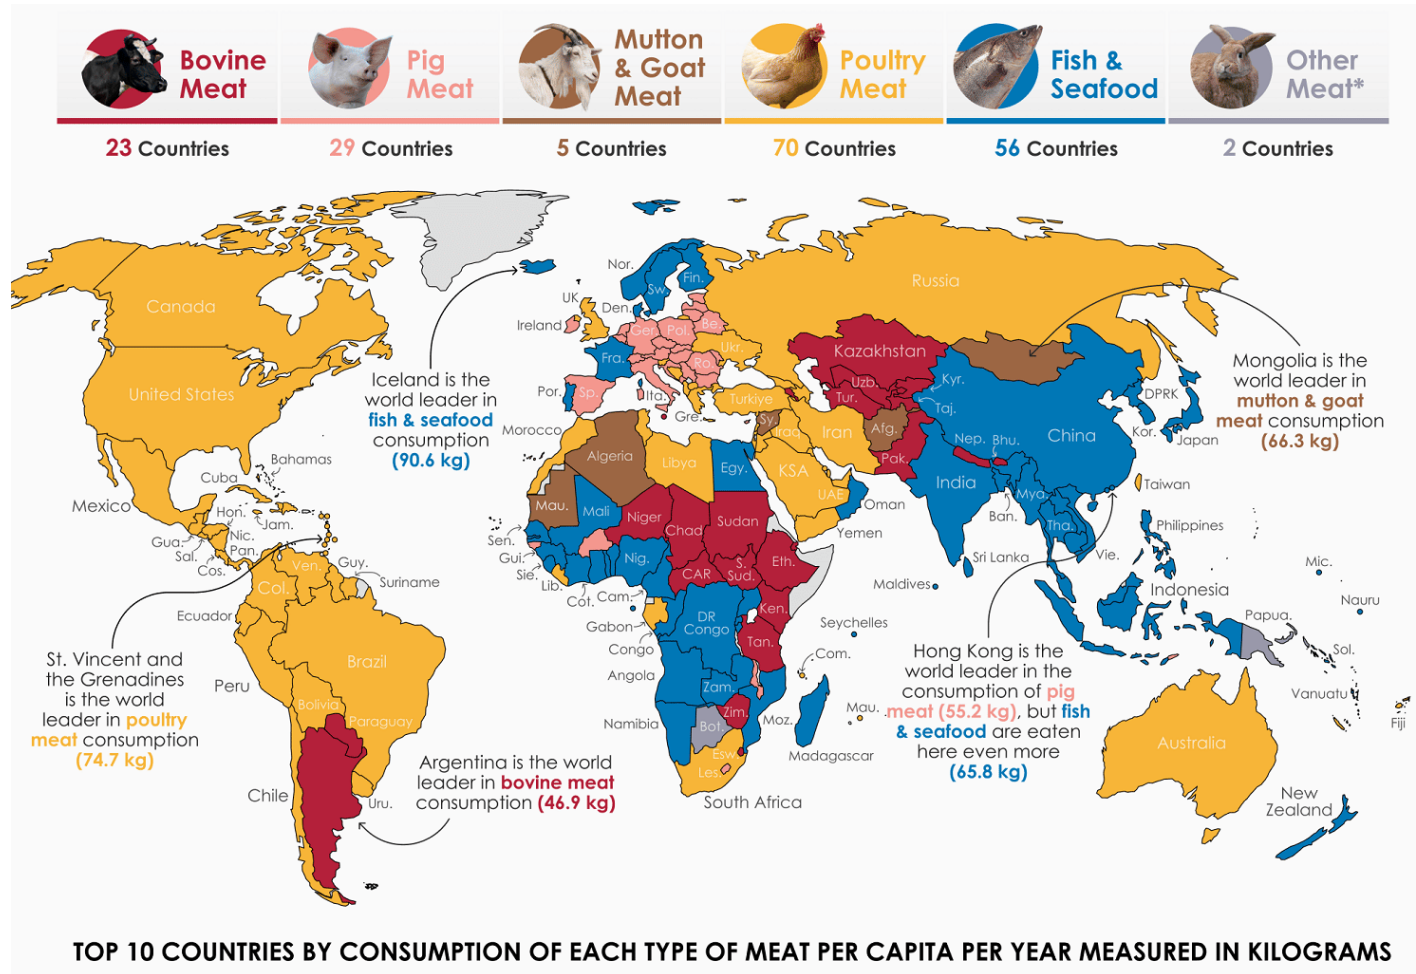 Bovine
Meat
Pig
Meat
Mutton
& Goat
Meat
Poultry
Meat
Fish &
Seafood
Other
Meat*
23 Countries
29 Countries
5 Countries
70 Countries
56 Countries
2 Countries
Canada
United States
Mexico
Bahamas
Cuba
Hon.
Jam.
Nic.
Gua.
Sal.
Pan.
Cos.
Ven.
Guy.
Suriname
Col.
Ecuador
Peru
Brazil
Bolivia
Paraguay
Chile
Uru.
Iceland is the
world leader in
fish & seafood
consumption
(90.6 kg)
St. Vincent and
the Grenadines
is the world
leader in poultry
meat consumption
(74.7 kg)
Argentina is the world
leader in bovine meat
consumption (46.9 kg)
Nor.
Sw.
Fin.
UK
Den.
Ireland
Ger.
Pol.
Be.
Ukr.
Fra.
Ro.
Por.
Sp.
Ita.
Gre.
Turkiye
Russia
Kazakhstan
Uzb.
Tur.
Kyr.
Taj.
Sy.
Iraq
Iran
Afg.
Pak.
KSA
UAE
Oman
Yemen
Nep.
Bhu.
India
China
DPRK
Kor.
Japan
Taiwan
Ban.
Mya.
Tha.
Vie.
Philippines
Sri Lanka
Maldives
Indonesia
Mic.
Nauru
Papua.
Sol.
Vanuatu
Fiji
Australia
New
Zealand
Mongolia is the
world leader in
mutton & goat
meat consumption
(66.3 kg)
Hong Kong is the
world leader in the
consumption of pig
meat (55.2 kg), but fish
& seafood are eaten
here even more
(65.8 kg)
Morocco
Algeria
Libya
Egy.
Mau.
Mali
Niger
Chad
Sudan
Sen.
Gui.
Sie.
Lib.
Cot.
Nig.
Cam.
CAR
S.
Sud.
Eth.
Gabon
Congo
DR
Congo
Ken.
Tan.
Seychelles
Com.
Angola
Zam.
Namibia
Bot.
Zim.
Moz.
Mau.
Madagascar
Esw.
Les.
South Africa
TOP 10 COUNTRIES BY CONSUMPTION OF EACH TYPE OF MEAT PER CAPITA PER YEAR MEASURED IN KILOGRAMS